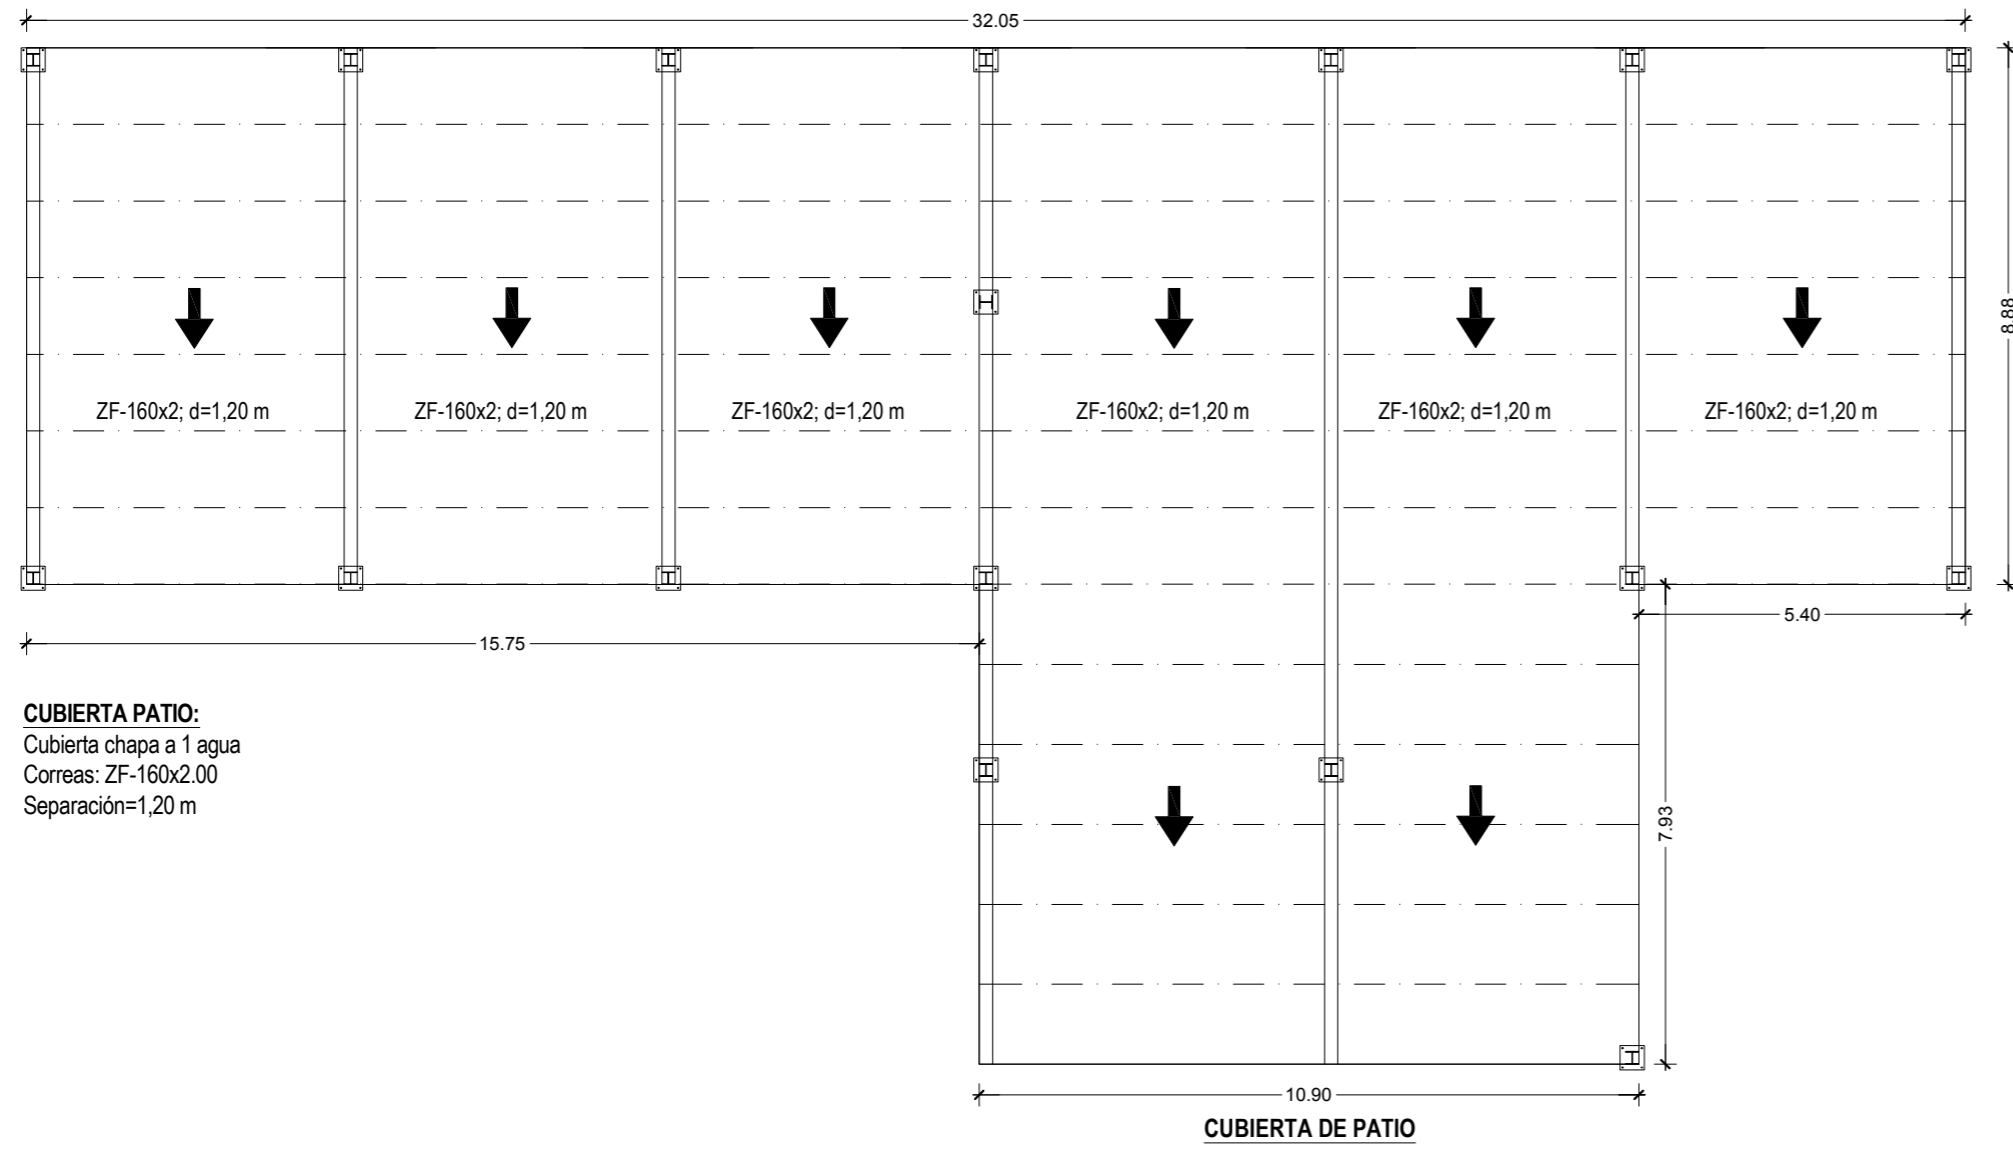 32.05
8.88
ZF-160x2; d=1,20 m
ZF-160x2; d=1,20 m
ZF-160x2; d=1,20 m
ZF-160x2; d=1,20 m
ZF-160x2; d=1,20 m
ZF-160x2; d=1,20 m
5.40
15.75
CUBIERTA PATIO:
Cubierta chapa a 1 agua
Correas: ZF-160x2.00
Separación=1,20 m
7.93
10.90
CUBIERTA DE PATIO